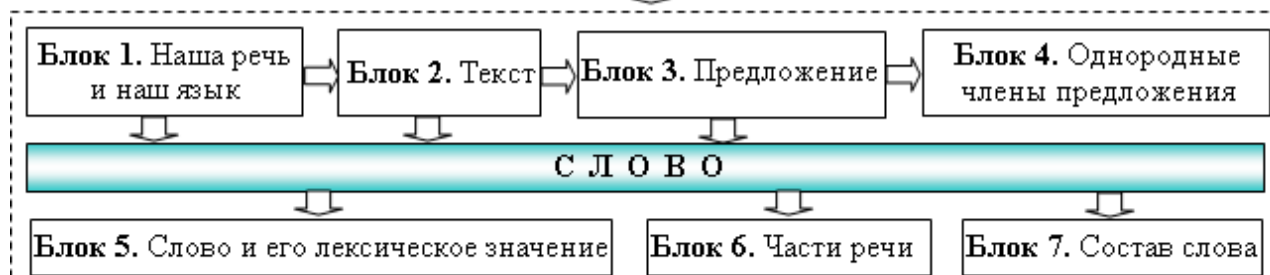 Блок 1. Наша речь
и наш язык
Блок 2. Текст
Блок 3. Предложение
Блок 4. Однородные
члены предложения
С Л О В О
Блок 5. Слово и его лексическое значение
Блок 6. Части речи
Блок 7. Состав слова